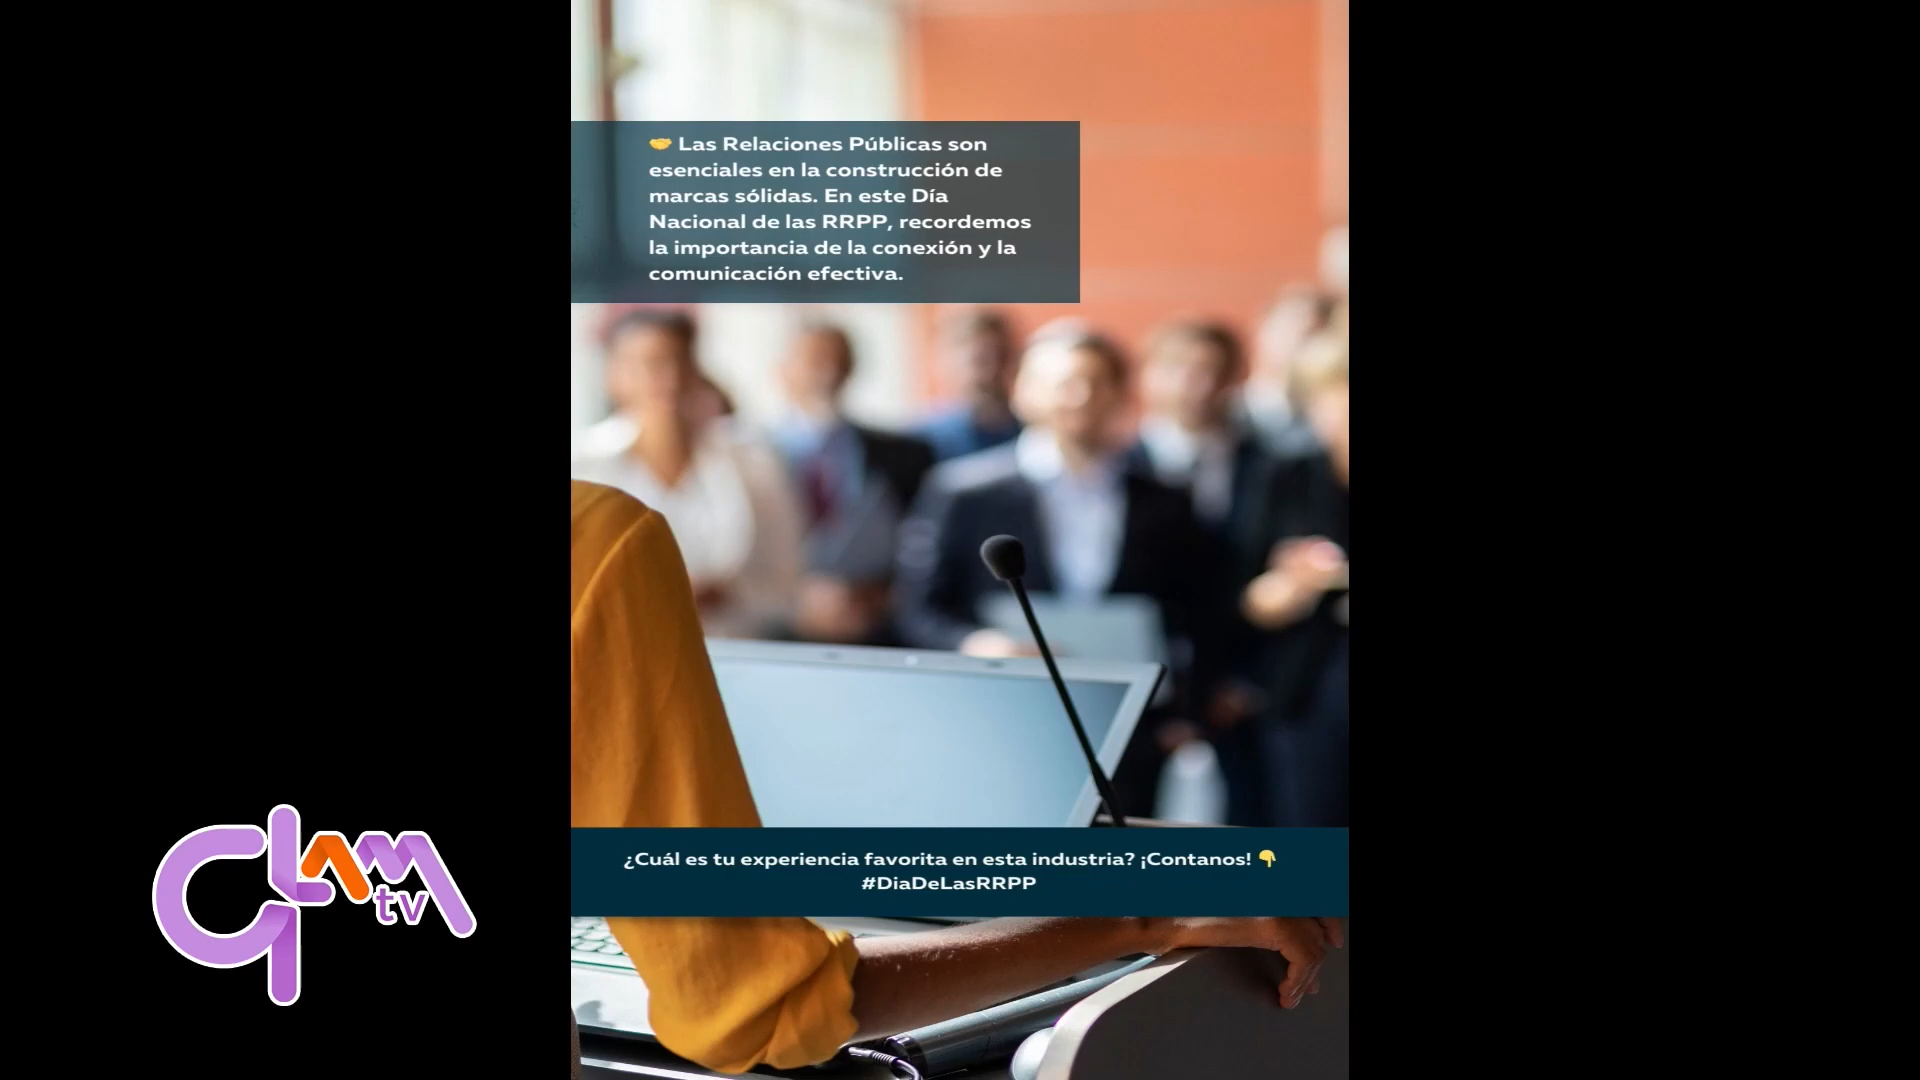 🤝 Las Relaciones Públicas son
esenciales en la construcción de
marcas sólidas. En este Día
Nacional de las RRPP, recordemos
la importancia de la conexión y la
comunicación efectiva.
¿Cuál es tu experiencia favorita en esta industria? ¡Contanos! 👇
#DiaDeLasRRPP
GLAM
tv